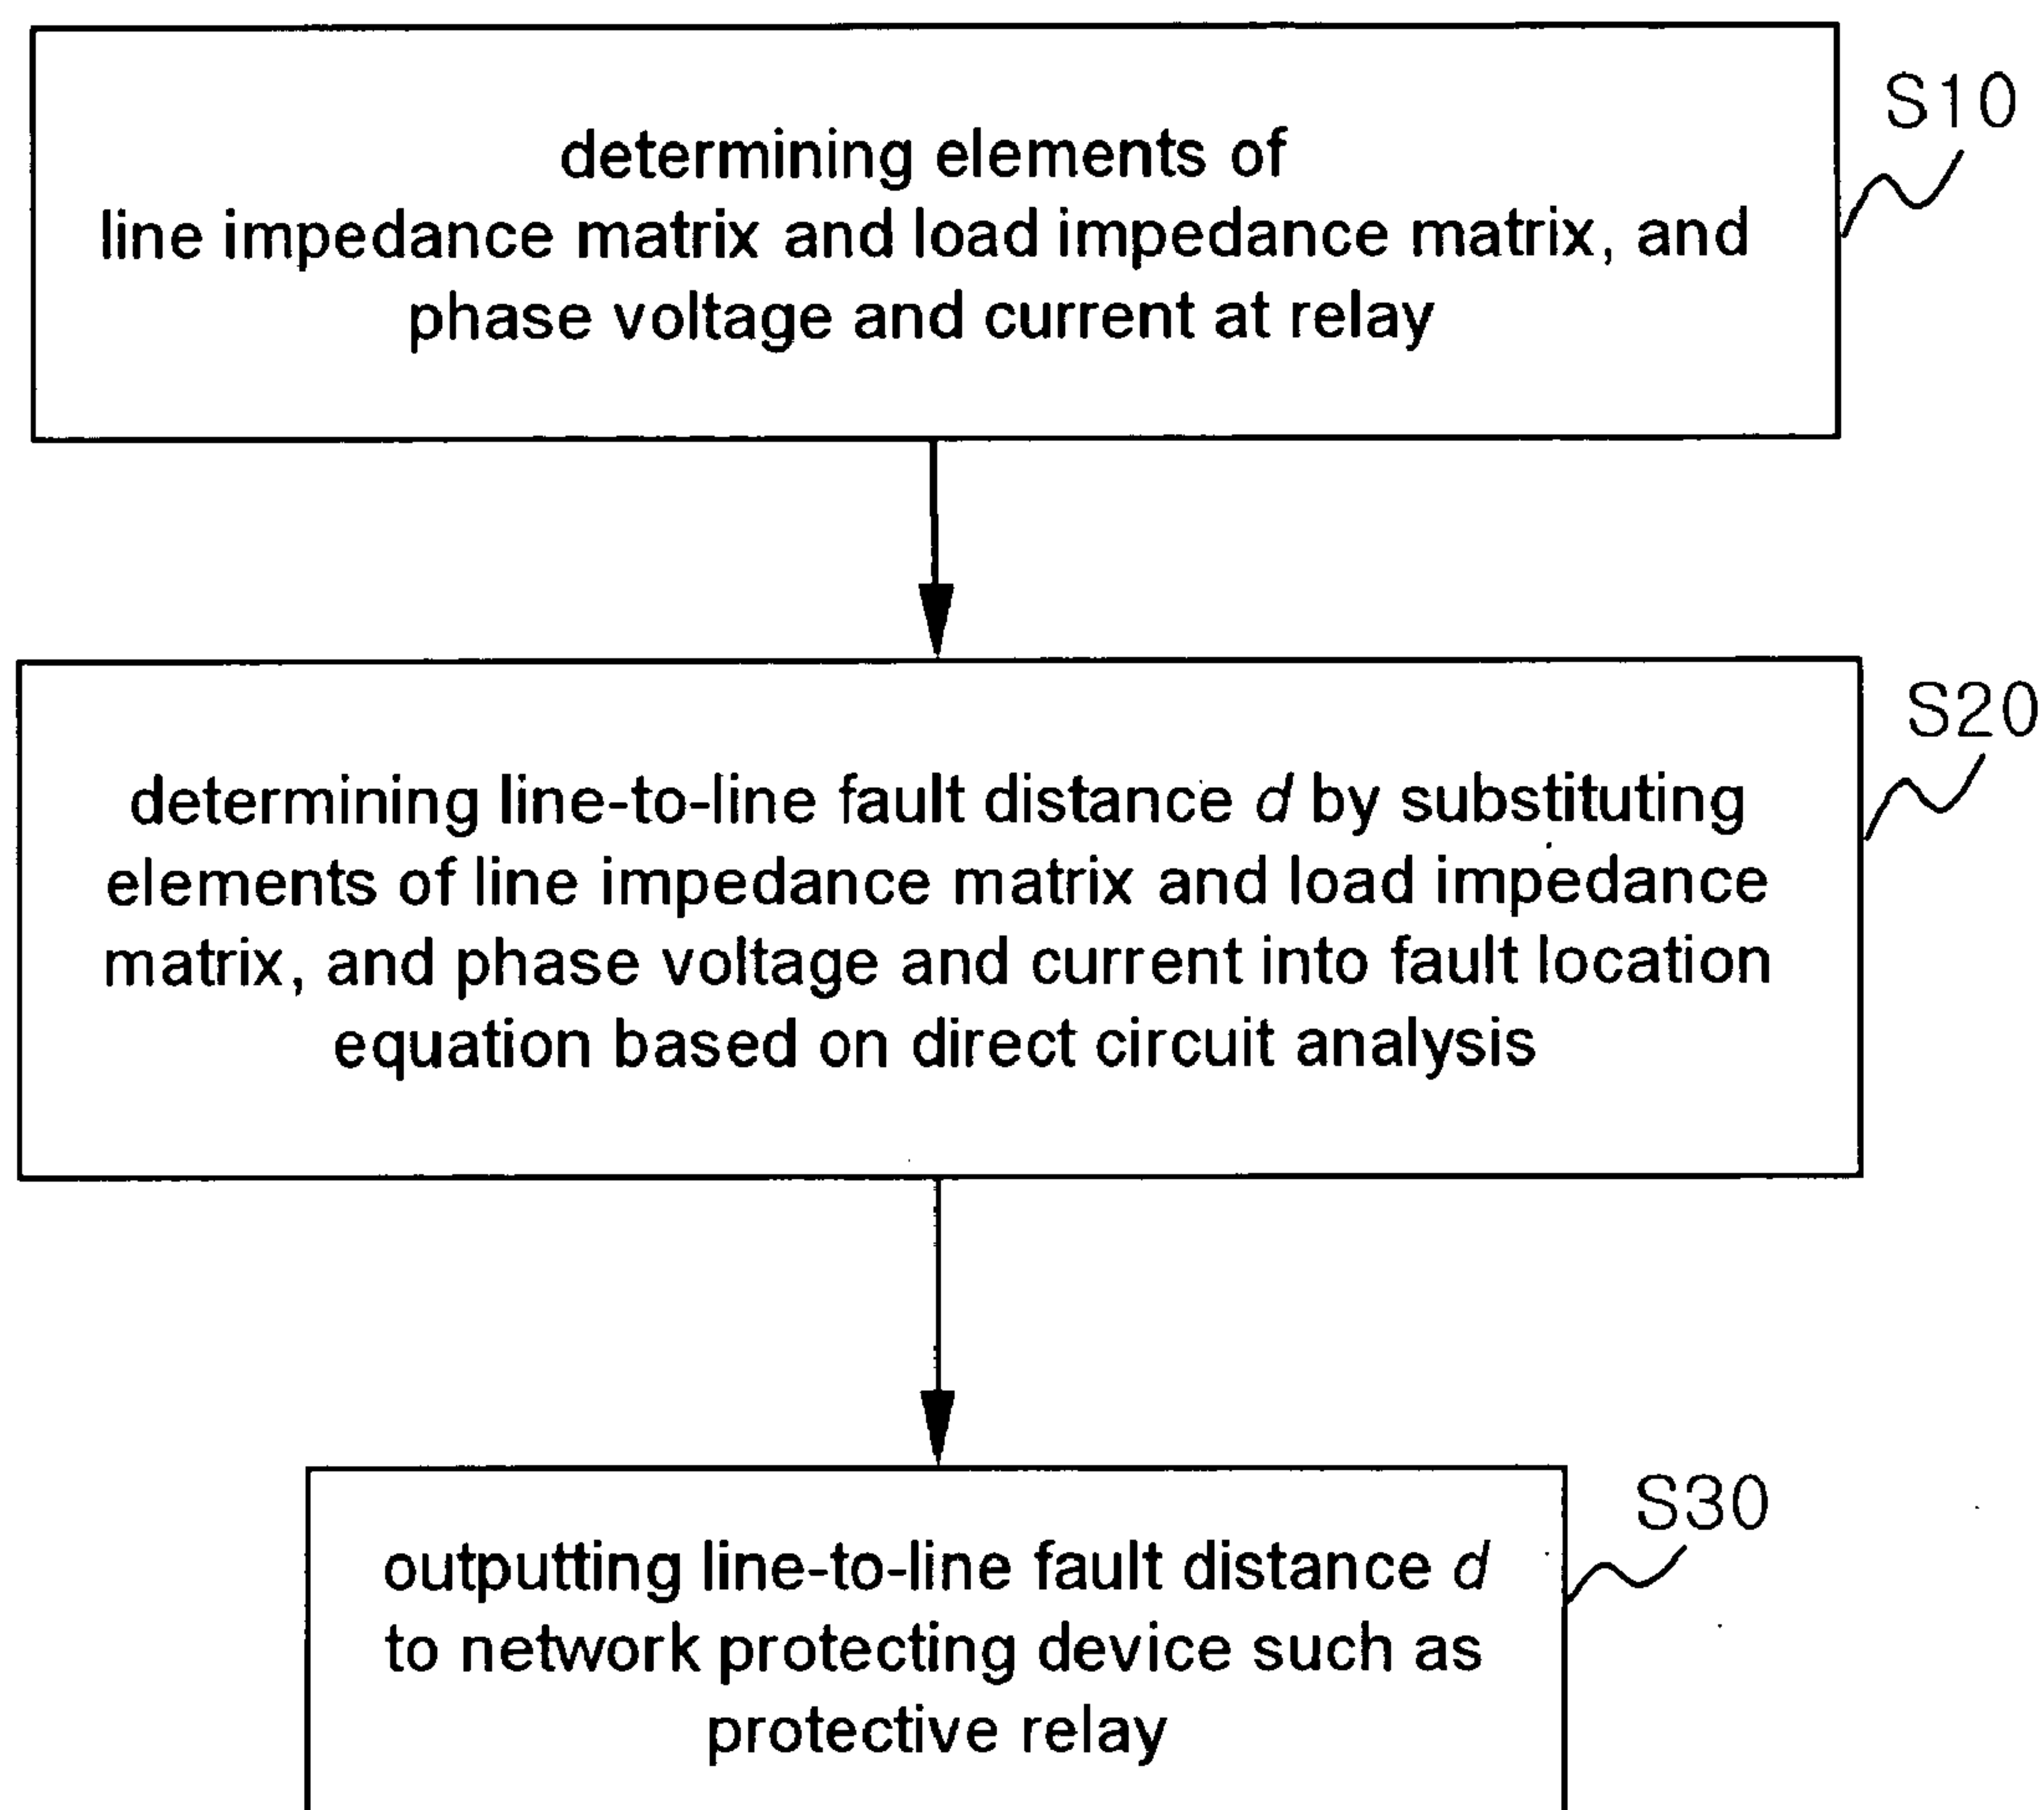 S10
determining elements of
line impedance matrix and load impedance matrix, and
phase voltage and current at relay
S20
determining line-to-line fault distance d by substituting
elements of line impedance matrix and load impedance
matrix, and phase voltage and current into fault location
equation based on direct circuit analysis
S30
outputting line-to-line fault distance d
to network protecting device such as
protective relay